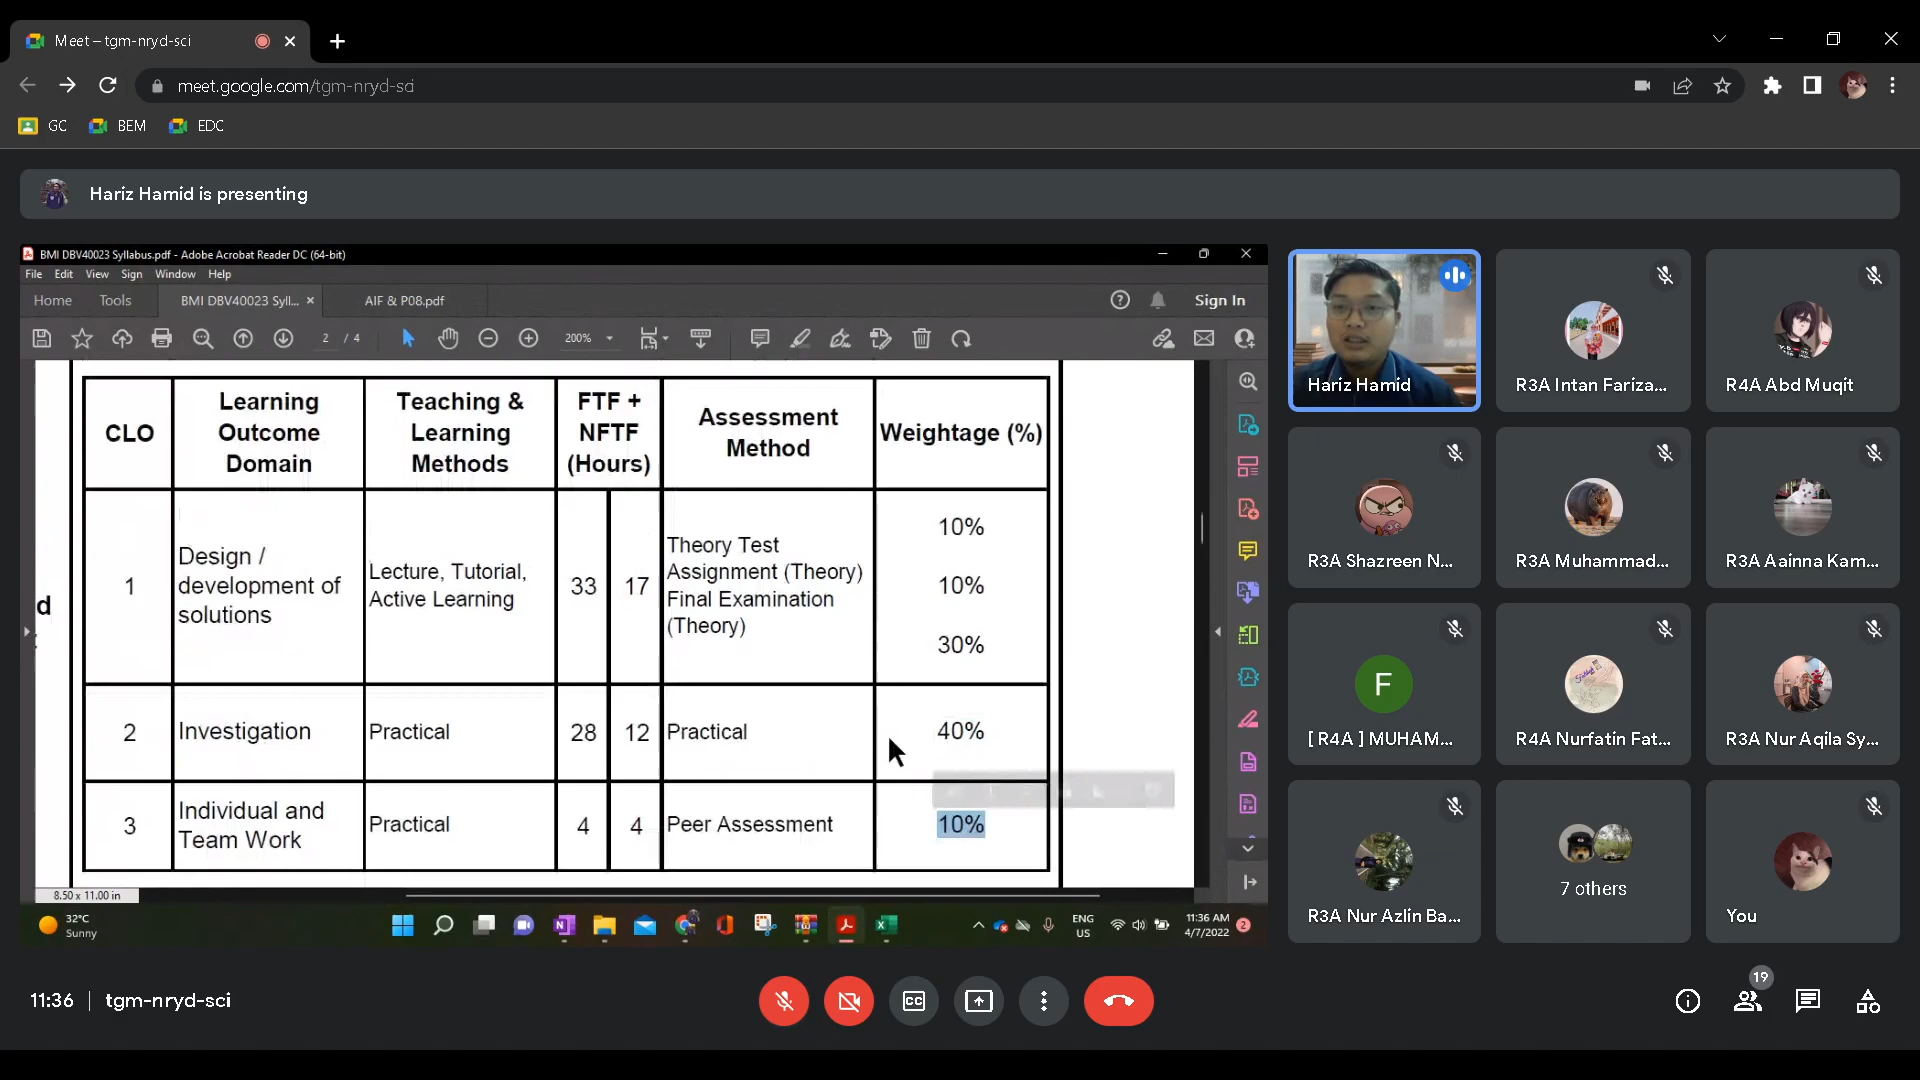 Meet – tgm-nryd-sci
meet.google.com/tgm-nryd-sci
GC
BEM
EDC
Hariz Hamid is presenting
BMI DBV40023 Syllabus.pdf - Adobe Acrobat Reader DC (64-bit)
File Edit View Sign Window Help
Home Tools BMI DBV40023 Syll... × AIF & P08.pdf Sign In
2 / 4 200%
CLO
Learning
Outcome
Domain
Teaching &
Learning
Methods
FTF +
NFTF
(Hours)
Assessment
Method
Weightage (%)
d
1
Design /
development of
solutions
Lecture, Tutorial,
Active Learning
33
17
Theory Test
Assignment (Theory)
Final Examination
(Theory)
10%
10%
30%
2
Investigation
Practical
28
12
Practical
40%
3
Individual and
Team Work
Practical
4
4
Peer Assessment
10%
8.50 x 11.00 in
32°C
Sunny
ENG
US
11:36 AM
4/7/2022
2
Hariz Hamid
R3A Intan Fariza...
R4A Abd Muqit
R3A Shazreen N...
R3A Muhammad...
R3A Aainna Kam...
F
[ R4A ] MUHAM...
R4A Nurfatin Fat...
R3A Nur Aqila Sy...
R3A Nur Azlin Ba...
7 others
You
11:36 | tgm-nryd-sci
CC
19